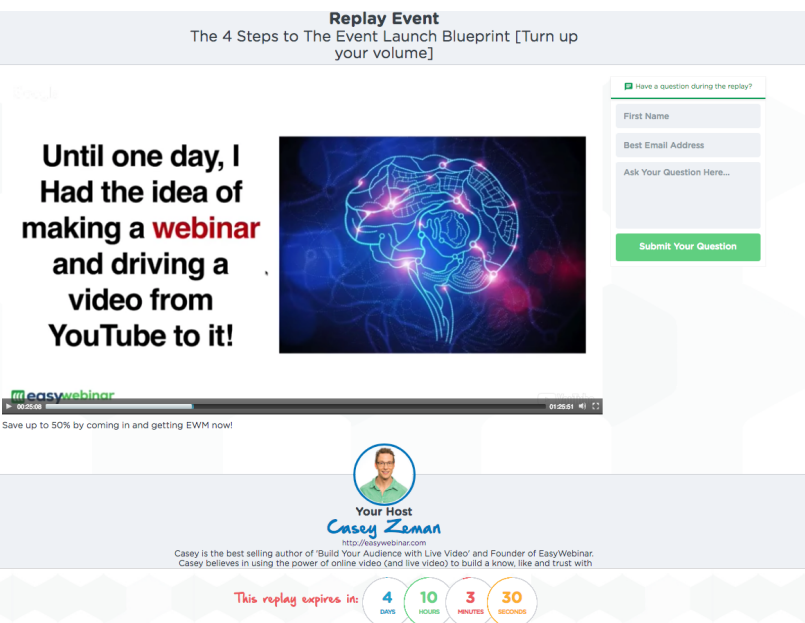 Replay Event
The 4 Steps to The Event Launch Blueprint [Turn up
your volume]
Have a question during the replay?
First Name
Best Email Address
Ask Your Question Here...
Submit Your Question
Until one day, I
Had the idea of
making a webinar
and driving a
video from
YouTube to it!
easywebinar
00:25:08
01:25:51
Save up to 50% by coming in and getting EWM now!
Your Host
Casey Zeman
http://easywebinar.com
Casey is the best selling author of 'Build Your Audience with Live Video' and Founder of EasyWebinar.
Casey believes in using the power of online video (and live video) to build a know, like and trust with
This replay expires in:
4 10 3 30
DAYS HOURS MINUTES SECONDS